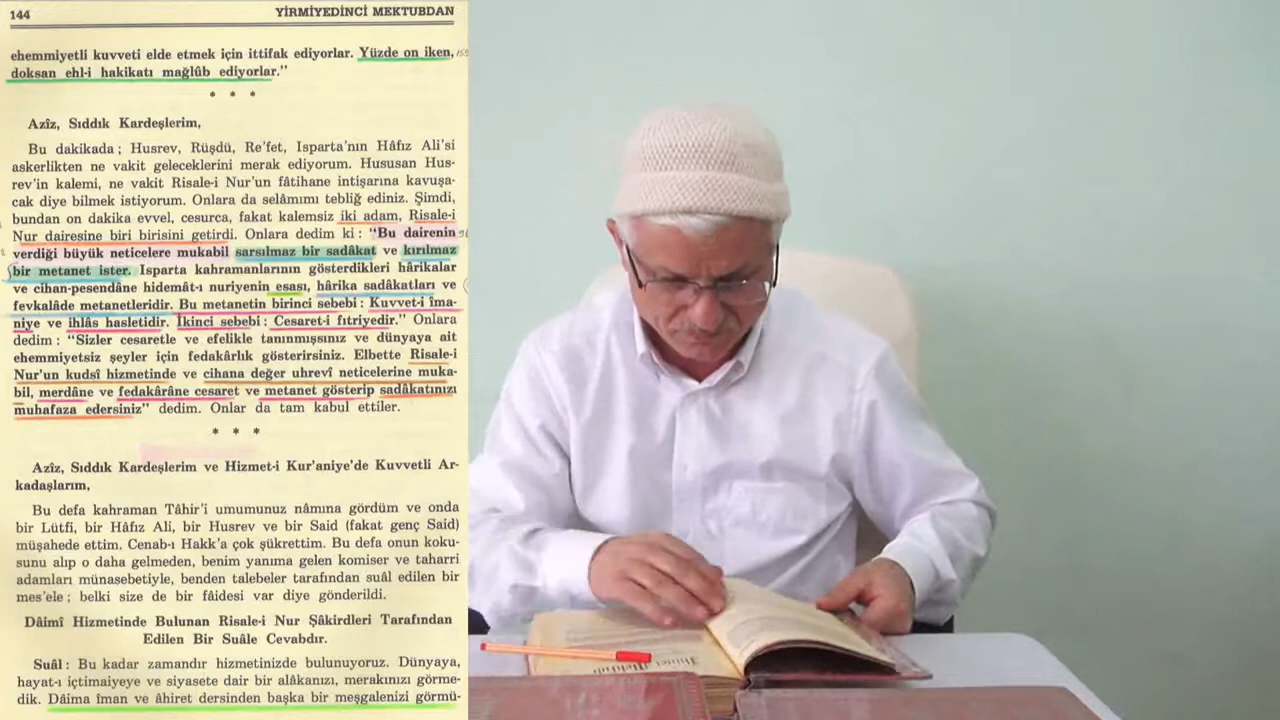 144
YİRMİYEDİNCİ MEKTUBDAN
ehemmiyetli kuvveti elde etmek için ittifak ediyorlar. Yüzde on iken,
doksan ehl-i hakikatı mağlûb ediyorlar."
* * *
Azîz, Sıddık Kardeşlerim,
Bu dakikada ; Husrev, Rüşdü, Re'fet, Isparta'nın Hâfız Ali'si
askerlikten ne vakit geleceklerini merak ediyorum. Hususan Hus-
rev'in kalemi, ne vakit Risale-i Nur'un fâtihane intişarına kavuşa-
cak diye bilmek istiyorum. Onlara da selâmımı tebliğ ediniz. Şimdi,
bundan on dakika evvel, cesurca, fakat kalemsiz iki adam, Risale-i
Nur dairesine biri birisini getirdi. Onlara dedim ki : "Bu dairenin
verdiği büyük neticelere mukabil sarsılmaz bir sadâkat ve kırılmaz
bir metanet ister. Isparta kahramanlarının gösterdikleri hârikalar
ve cihan-pesendâne hidemât-ı nuriyenin esası, hârika sadâkatları ve
fevkalâde metanetleridir. Bu metanetin birinci sebebi : Kuvvet-i îma-
niye ve ihlâs hasletidir. İkinci sebebi : Cesaret-i fıtriyedir." Onlara
dedim : "Sizler cesaretle ve efelikle tanınmışsınız ve dünyaya ait
ehemmiyetsiz şeyler için fedakârlık gösterirsiniz. Elbette Risale-i
Nur'un kudsî hizmetinde ve cihana değer uhrevî neticelerine muka-
bil, merdâne ve fedakârâne cesaret ve metanet gösterip sadâkatınızı
muhafaza edersiniz" dedim. Onlar da tam kabul ettiler.
* * *
Azîz, Sıddık Kardeşlerim ve Hizmet-i Kur'aniye'de Kuvvetli Ar-
kadaşlarım,
Bu defa kahraman Tâhir'i umumunuz nâmına gördüm ve onda
bir Lûtfi, bir Hâfız Ali, bir Husrev ve bir Said (fakat genç Said)
müşahede ettim. Cenab-ı Hakk'a çok şükrettim. Bu defa onun koku-
sunu alıp o daha gelmeden, benim yanıma gelen komiser ve taharri
adamları münasebetiyle, benden talebeler tarafından suâl edilen bir
mes'ele ; belki size de bir fâidesi var diye gönderildi.
Dâimî Hizmetinde Bulunan Risale-i Nur Şâkirdleri Tarafından
Edilen Bir Suâle Cevabdır.
Suâl : Bu kadar zamandır hizmetinizde bulunuyoruz. Dünyaya,
hayat-ı içtimaiyeye ve siyasete dair bir alâkanızı, merakınızı görme-
dik. Dâima îman ve âhiret dersinden başka bir meşgalenizi görmü-